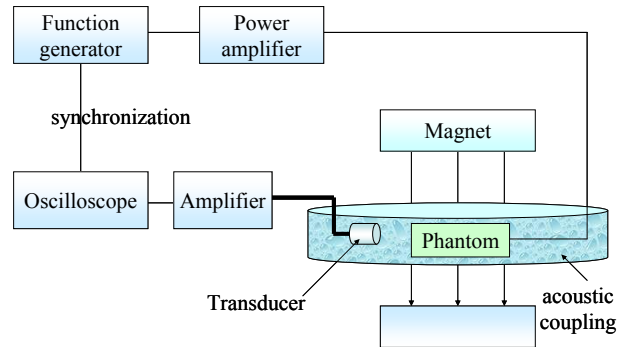 Function
generator
Power
amplifier
synchronization
Magnet
Oscilloscope
Amplifier
Phantom
Transducer
acoustic
coupling